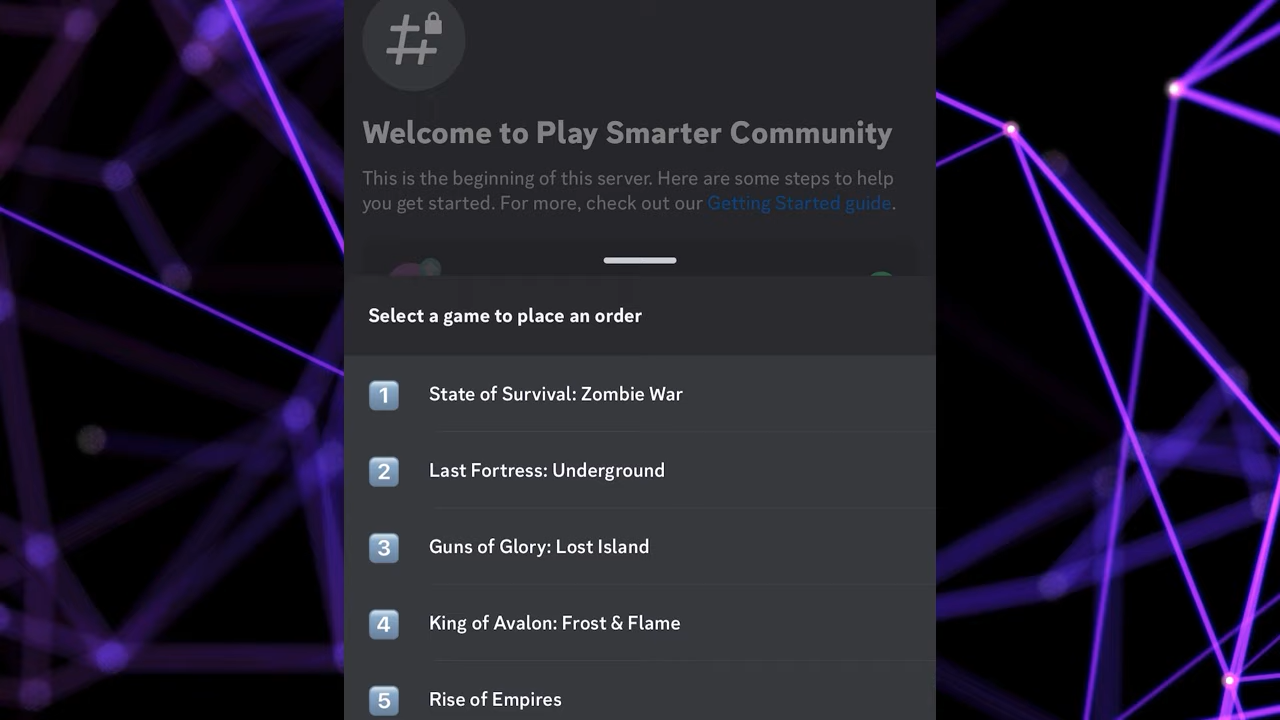 Welcome to Play Smarter Community
This is the beginning of this server. Here are some steps to help
you get started. For more, check out our Getting Started guide.
Select a game to place an order
1 State of Survival: Zombie War
2 Last Fortress: Underground
3 Guns of Glory: Lost Island
4 King of Avalon: Frost & Flame
5 Rise of Empires